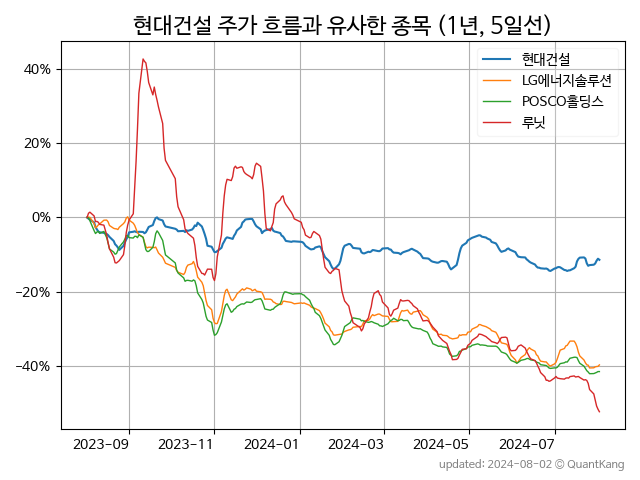 현대건설 주가 흐름과 유사한 종목 (1년, 5일선)
현대건설
LG에너지솔루션
POSCO홀딩스
루닛
40%
20%
0%
−20%
−40%
2023-09
2023-11
2024-01
2024-03
2024-05
2024-07
updated: 2024-08-02 © QuantKang